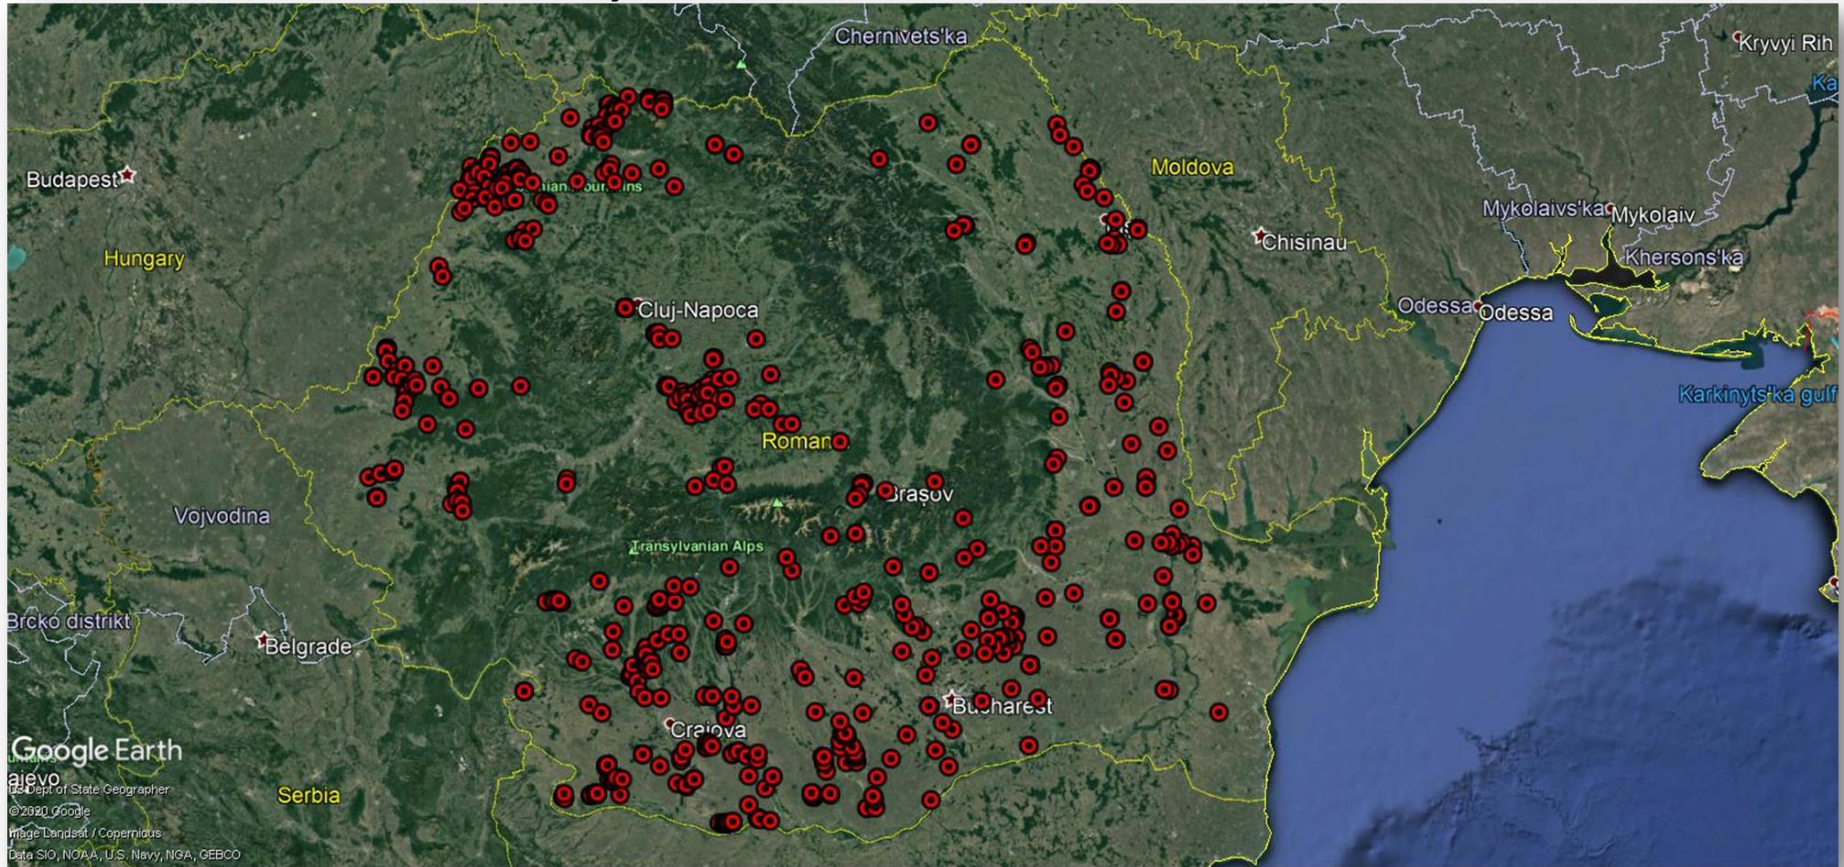 Chernivets'ka
Kryvyi Rih
Ka
Budapest
Moldova
Mykolaivs'ka
Mykolaiv
Chisinau
Hungary
Khersons'ka
Cluj-Napoca
Odessa
Odessa
Karkinyts'ka gulf
Roman
Brașov
Vojvodina
Transylvanian Alps
Brcko distrikt
Belgrade
Bucharest
Craiova
Google Earth
ajevo
US Dept of State Geographer
Serbia
©2020 Google
Image Landsat / Copernicus
Data SIO, NOAA, U.S. Navy, NGA, GEBCO